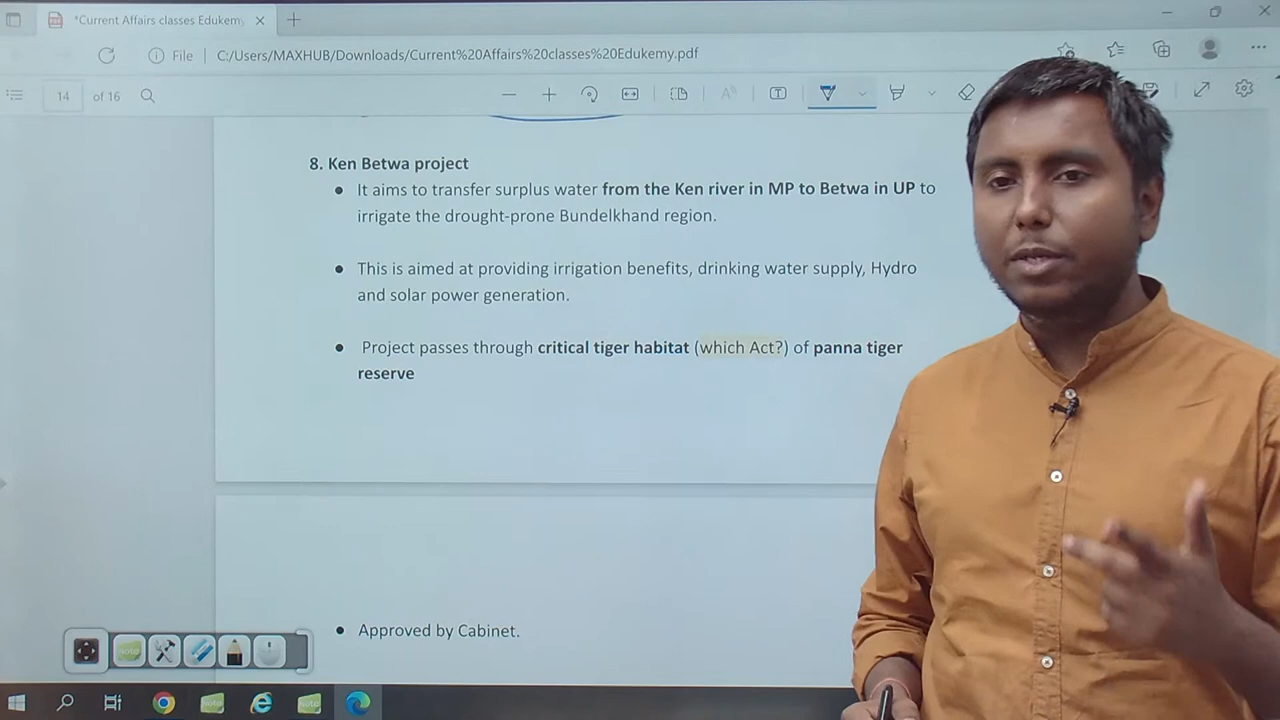 *Current Affairs classes Edukemy
File C:/Users/MAXHUB/Downloads/Current%20Affairs%20classes%20Edukemy.pdf
14 of 16
8. Ken Betwa project
● It aims to transfer surplus water from the Ken river in MP to Betwa in UP to
irrigate the drought-prone Bundelkhand region.
● This is aimed at providing irrigation benefits, drinking water supply, Hydro
and solar power generation.
● Project passes through critical tiger habitat (which Act?) of panna tiger
reserve
● Approved by Cabinet.
note